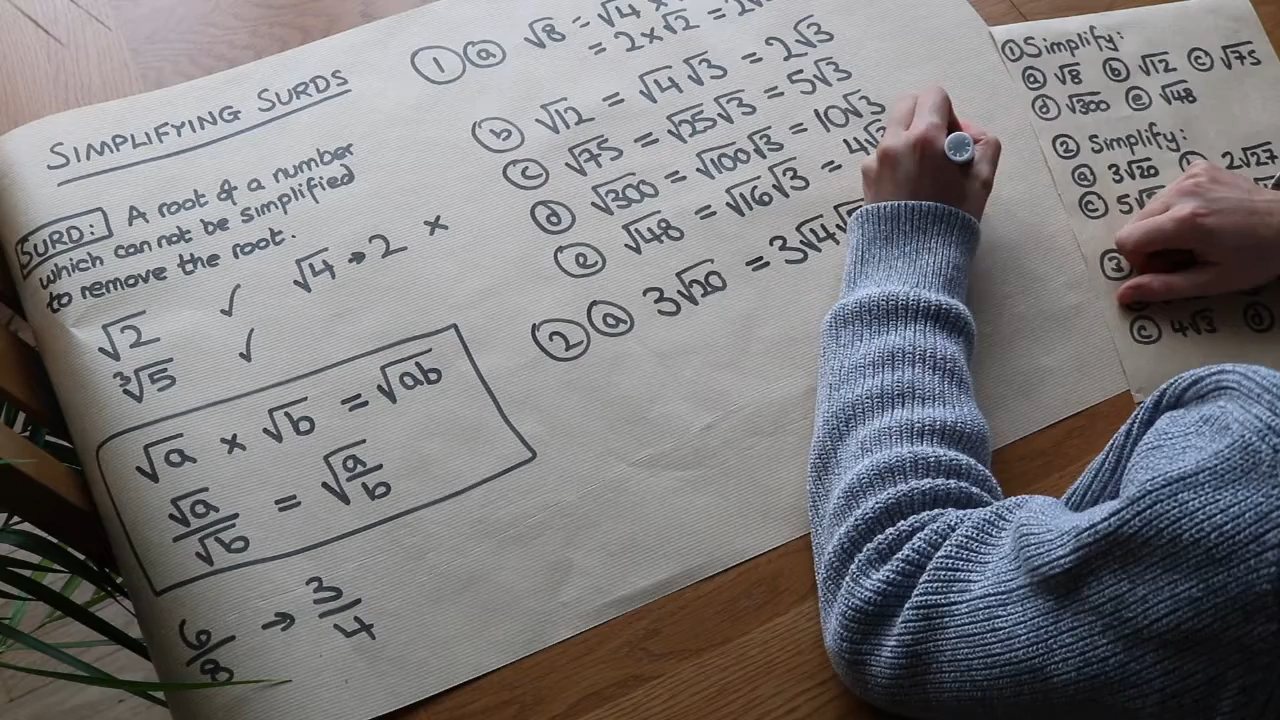 SIMPLIFYING SURDS
SURD: A root of a number
which can not be simplified
to remove the root.
√2 ✓
√4 → 2 ×
³√5 ✓
√a × √b = √ab
√a/√b = √(a/b)
6/8 → 3/4
① ⓐ √8 = √4 ×
= 2×√2 = 2√
ⓑ √12 = √4√3 = 2√3
ⓒ √75 = √25√3 = 5√3
ⓓ √300 = √100√3 = 10√3
ⓔ √48 = √16√3 = 4√3
② ⓐ 3√20 = 3√4√
① Simplify:
ⓐ √8 ⓑ √12 ⓒ √75
ⓓ √300 ⓔ √48
② Simplify:
ⓐ 3√20 2√27
ⓒ 5√
③
ⓒ 4√3 ⓓ